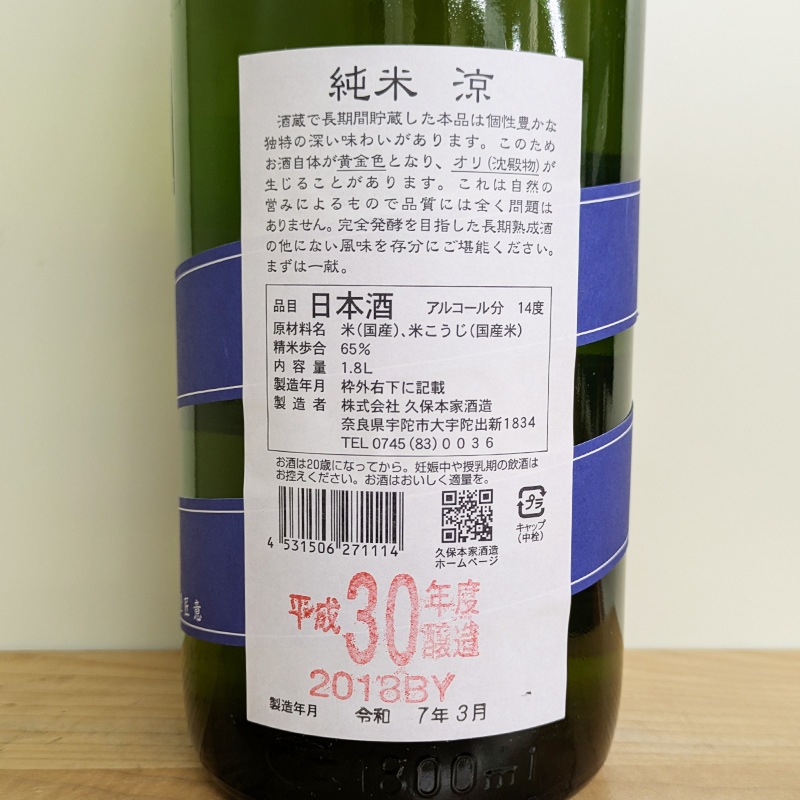 純米 涼
酒蔵で長期間貯蔵した本品は個性豊かな
独特の深い味わいがあります。このため
お酒自体が黄金色となり、オリ(沈殿物)が
生じることがあります。これは自然の
営みによるもので品質には全く問題は
ありません。完全発酵を目指した長期熟成酒
の他にない風味を存分にご堪能ください。
まずは一献。
品目 日本酒 アルコール分 14度
原材料名 米(国産)、米こうじ(国産米)
精米歩合 65%
内容量 1.8L
製造年月 枠外右下に記載
製造者 株式会社 久保本家酒造
奈良県宇陀市大宇陀出新1834
TEL 0745(83)0036
お酒は20歳になってから。妊娠中や授乳期の飲酒は
お控えください。お酒はおいしく適量を。
4 531506 271114
久保本家酒造
ホームページ
プラ
キャップ
(中栓)
平成30年度
醸造
2018BY
製造年月 令和 7年3月
匠意
1800ml